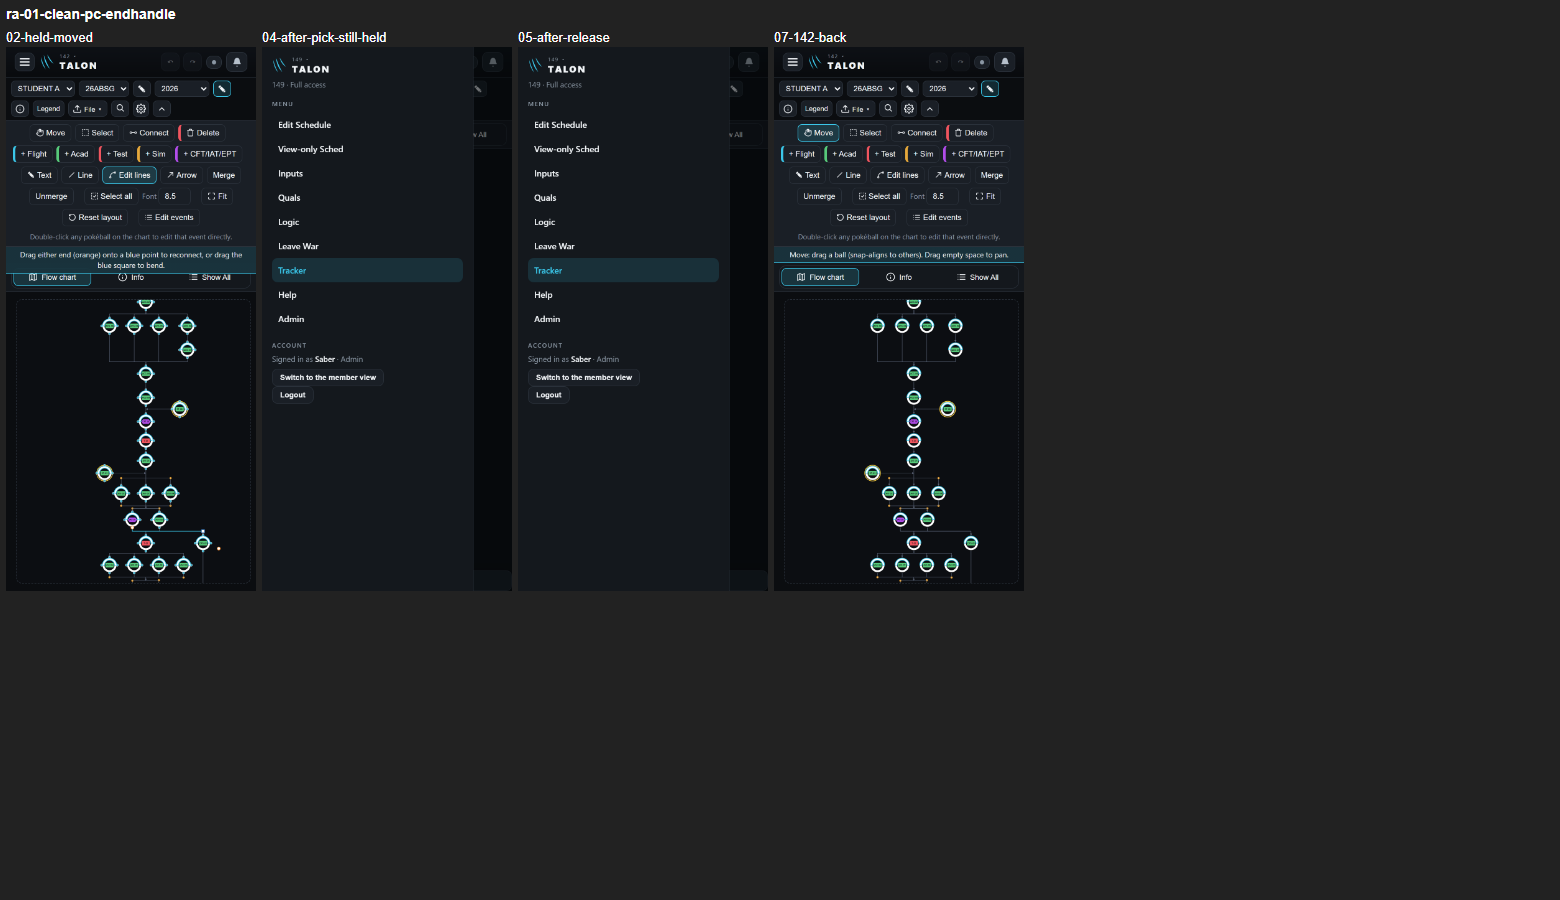 ra-01-clean-pc-endhandle
02-held-moved
147 -
TALON
STUDENT A 26ABSG 2026
Legend File
Move Select Connect Delete
+ Flight + Acad + Test + Sim + CFT/IAT/EPT
Text Line Edit lines Arrow Merge
Unmerge Select all Font 8.5 Fit
Reset layout Edit events
Double-click any pokéball on the chart to edit that event directly.
Drag either end (orange) onto a blue point to reconnect, or drag the
blue square to bend.
Flow chart Info Show All
04-after-pick-still-held
149 -
TALON
149 · Full access
MENU
Edit Schedule
View-only Sched
Inputs
Quals
Logic
Leave War
Tracker
Help
Admin
ACCOUNT
Signed in as Saber · Admin
Switch to the member view
Logout
w All
05-after-release
149 -
TALON
149 · Full access
MENU
Edit Schedule
View-only Sched
Inputs
Quals
Logic
Leave War
Tracker
Help
Admin
ACCOUNT
Signed in as Saber · Admin
Switch to the member view
Logout
w All
07-142-back
TALON
STUDENT A 26ABSG 2026
Legend File
Move Select Connect Delete
+ Flight + Acad + Test + Sim + CFT/IAT/EPT
Text Line Edit lines Arrow Merge
Unmerge Select all Font 8.5 Fit
Reset layout Edit events
Double-click any pokéball on the chart to edit that event directly.
Move: drag a ball (snap-aligns to others). Drag empty space to pan.
Flow chart Info Show All